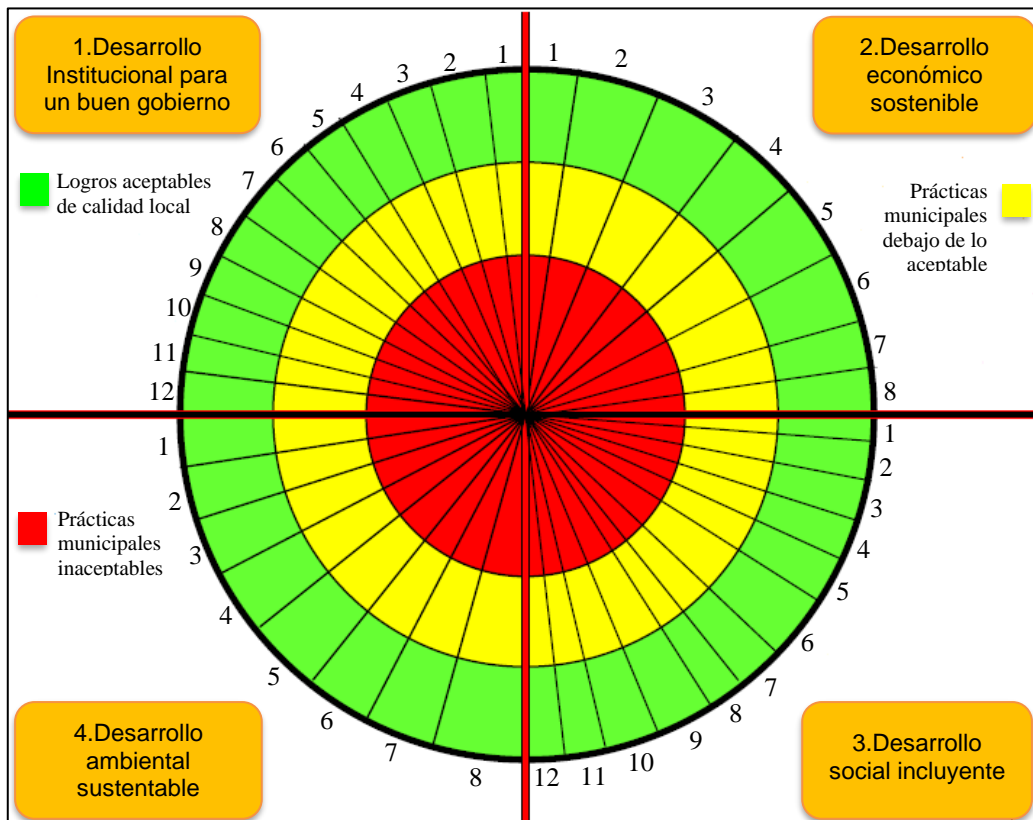 1.Desarrollo
Institucional para
un buen gobierno
2.Desarrollo
económico
sostenible
Logros aceptables
de calidad local
Prácticas
municipales
debajo de lo
aceptable
1
2
3
4
5
6
7
8
9
10
11
12
1
2
3
4
5
6
7
8
Prácticas
municipales
inaceptables
1
2
3
4
5
6
7
8
1
2
3
4
5
6
7
8
9
10
11
12
4.Desarrollo
ambiental
sustentable
3.Desarrollo
social incluyente